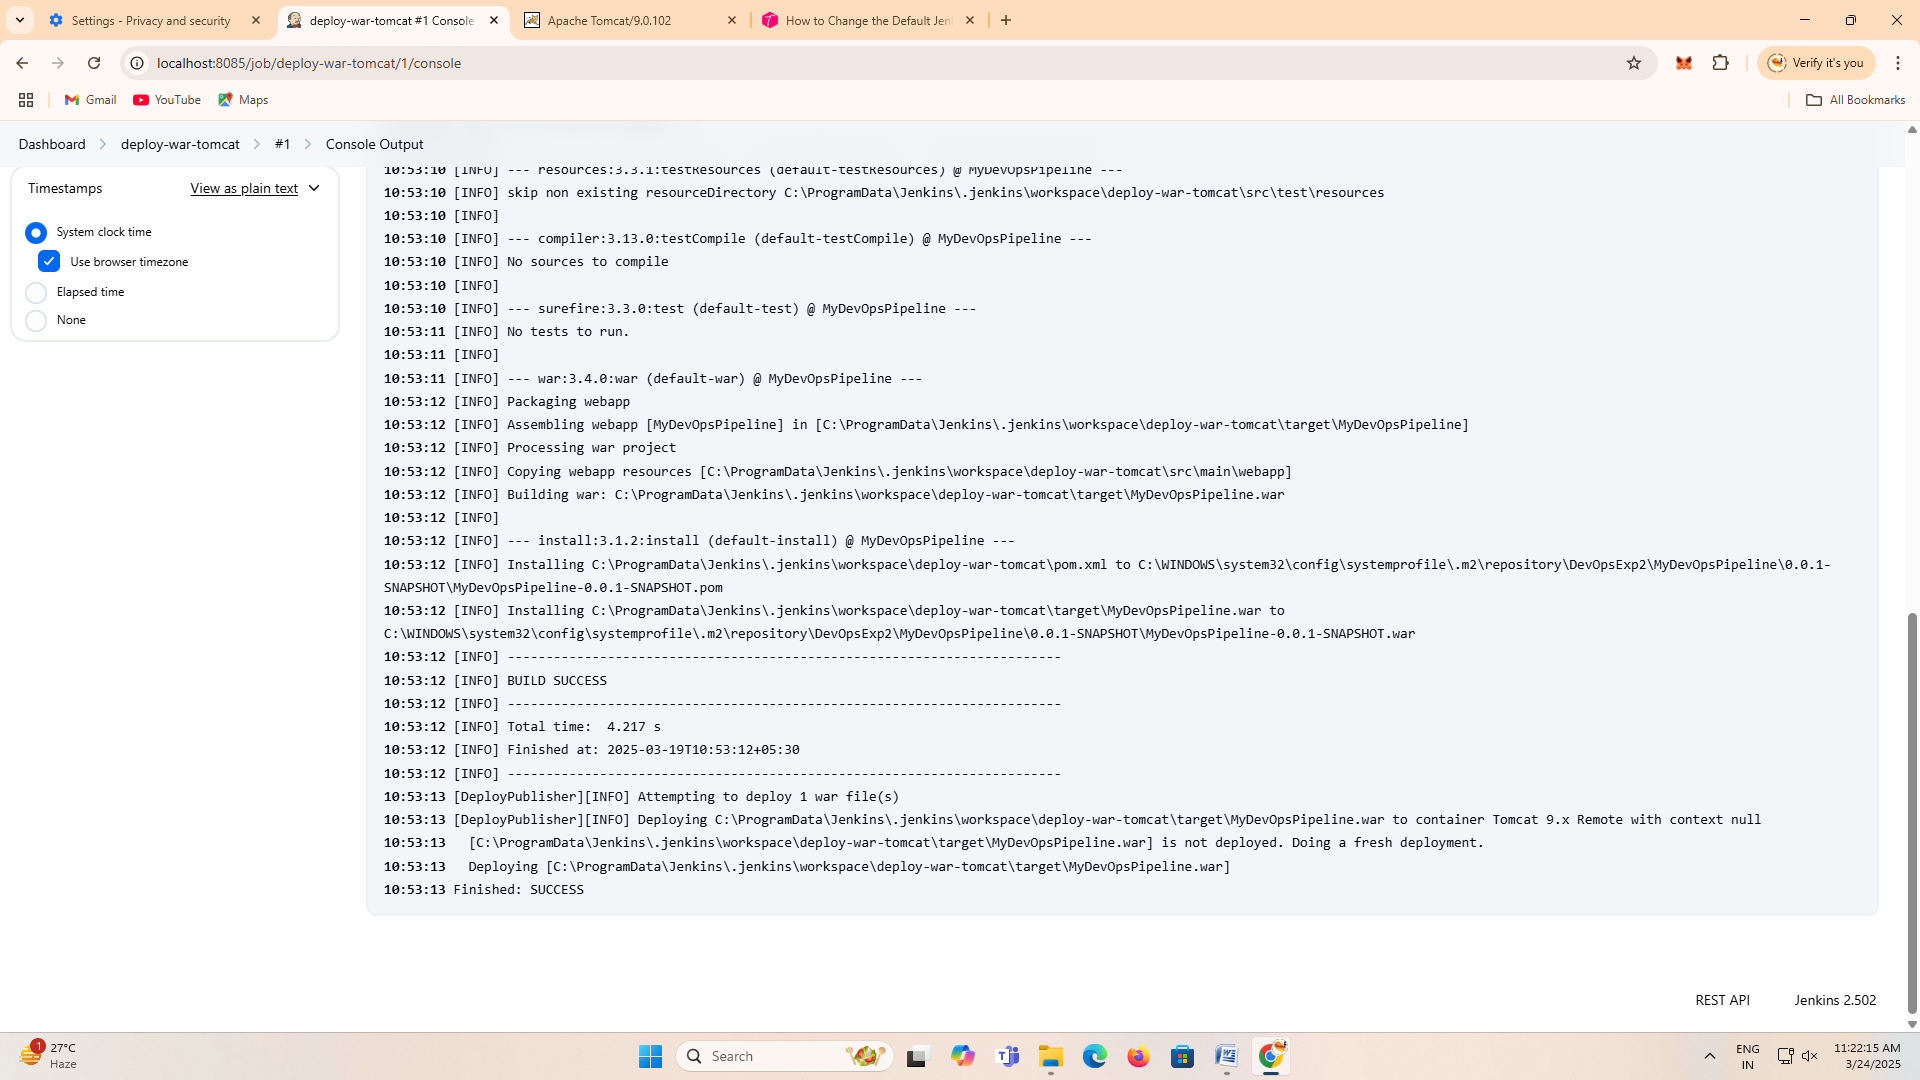 Settings - Privacy and security
deploy-war-tomcat #1 Console
Apache Tomcat/9.0.102
How to Change the Default Jen
localhost:8085/job/deploy-war-tomcat/1/console
Verify it's you
Gmail
YouTube
Maps
All Bookmarks
Dashboard
deploy-war-tomcat
#1
Console Output
Timestamps
View as plain text
System clock time
Use browser timezone
Elapsed time
None
10:53:10 [INFO] --- resources:3.3.1:testResources (default-testResources) @ MyDevOpsPipeline ---
10:53:10 [INFO] skip non existing resourceDirectory C:\ProgramData\Jenkins\.jenkins\workspace\deploy-war-tomcat\src\test\resources
10:53:10 [INFO]
10:53:10 [INFO] --- compiler:3.13.0:testCompile (default-testCompile) @ MyDevOpsPipeline ---
10:53:10 [INFO] No sources to compile
10:53:10 [INFO]
10:53:10 [INFO] --- surefire:3.3.0:test (default-test) @ MyDevOpsPipeline ---
10:53:11 [INFO] No tests to run.
10:53:11 [INFO]
10:53:11 [INFO] --- war:3.4.0:war (default-war) @ MyDevOpsPipeline ---
10:53:12 [INFO] Packaging webapp
10:53:12 [INFO] Assembling webapp [MyDevOpsPipeline] in [C:\ProgramData\Jenkins\.jenkins\workspace\deploy-war-tomcat\target\MyDevOpsPipeline]
10:53:12 [INFO] Processing war project
10:53:12 [INFO] Copying webapp resources [C:\ProgramData\Jenkins\.jenkins\workspace\deploy-war-tomcat\src\main\webapp]
10:53:12 [INFO] Building war: C:\ProgramData\Jenkins\.jenkins\workspace\deploy-war-tomcat\target\MyDevOpsPipeline.war
10:53:12 [INFO]
10:53:12 [INFO] --- install:3.1.2:install (default-install) @ MyDevOpsPipeline ---
10:53:12 [INFO] Installing C:\ProgramData\Jenkins\.jenkins\workspace\deploy-war-tomcat\pom.xml to C:\WINDOWS\system32\config\systemprofile\.m2\repository\DevOpsExp2\MyDevOpsPipeline\0.0.1-
SNAPSHOT\MyDevOpsPipeline-0.0.1-SNAPSHOT.pom
10:53:12 [INFO] Installing C:\ProgramData\Jenkins\.jenkins\workspace\deploy-war-tomcat\target\MyDevOpsPipeline.war to
C:\WINDOWS\system32\config\systemprofile\.m2\repository\DevOpsExp2\MyDevOpsPipeline\0.0.1-SNAPSHOT\MyDevOpsPipeline-0.0.1-SNAPSHOT.war
10:53:12 [INFO] ------------------------------------------------------------------------
10:53:12 [INFO] BUILD SUCCESS
10:53:12 [INFO] ------------------------------------------------------------------------
10:53:12 [INFO] Total time:  4.217 s
10:53:12 [INFO] Finished at: 2025-03-19T10:53:12+05:30
10:53:12 [INFO] ------------------------------------------------------------------------
10:53:13 [DeployPublisher][INFO] Attempting to deploy 1 war file(s)
10:53:13 [DeployPublisher][INFO] Deploying C:\ProgramData\Jenkins\.jenkins\workspace\deploy-war-tomcat\target\MyDevOpsPipeline.war to container Tomcat 9.x Remote with context null
10:53:13   [C:\ProgramData\Jenkins\.jenkins\workspace\deploy-war-tomcat\target\MyDevOpsPipeline.war] is not deployed. Doing a fresh deployment.
10:53:13   Deploying [C:\ProgramData\Jenkins\.jenkins\workspace\deploy-war-tomcat\target\MyDevOpsPipeline.war]
10:53:13 Finished: SUCCESS
REST API
Jenkins 2.502
1
27°C
Haze
Search
ENG
IN
11:22:15 AM
3/24/2025